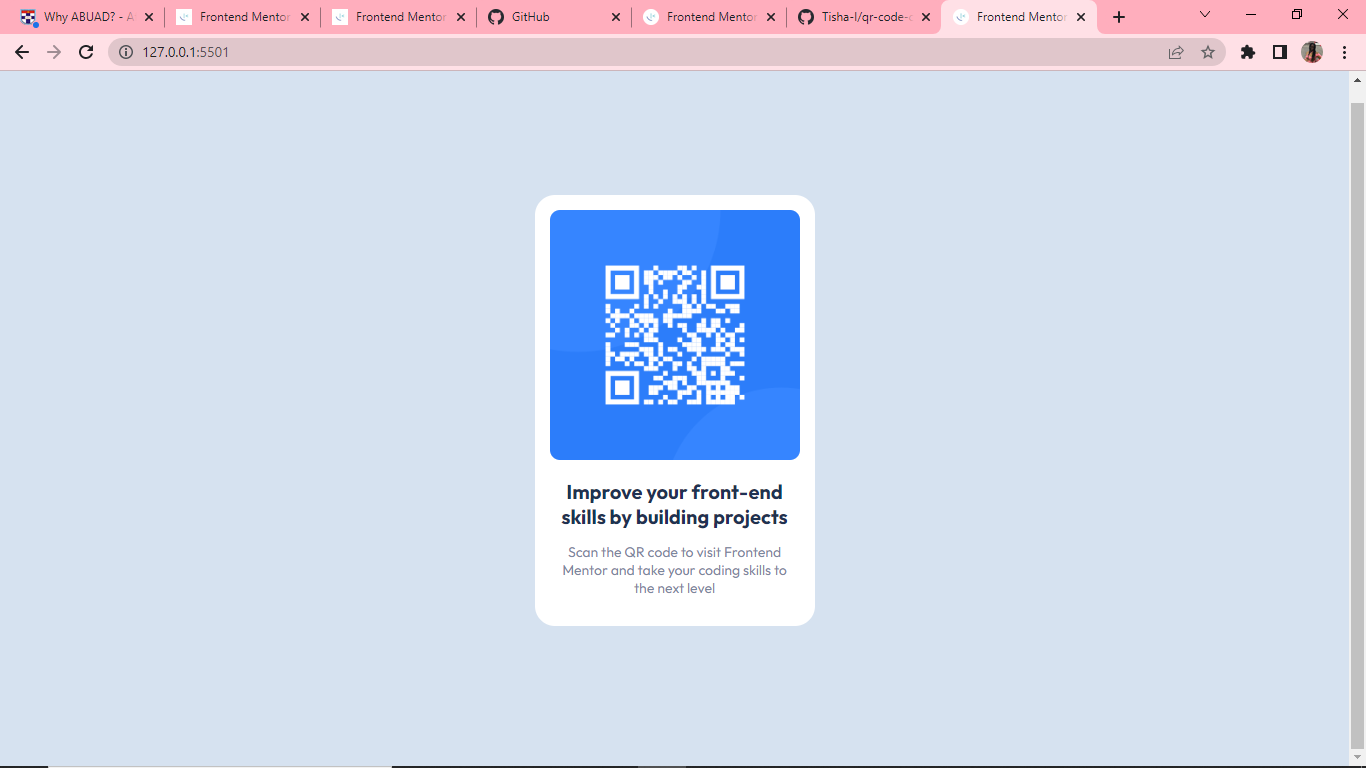 Why ABUAD? - A
Frontend Mentor
Frontend Mentor
GitHub
Frontend Mentor
Tisha-I/qr-code-c
Frontend Mentor
127.0.0.1:5501
Improve your front-end
skills by building projects
Scan the QR code to visit Frontend
Mentor and take your coding skills to
the next level